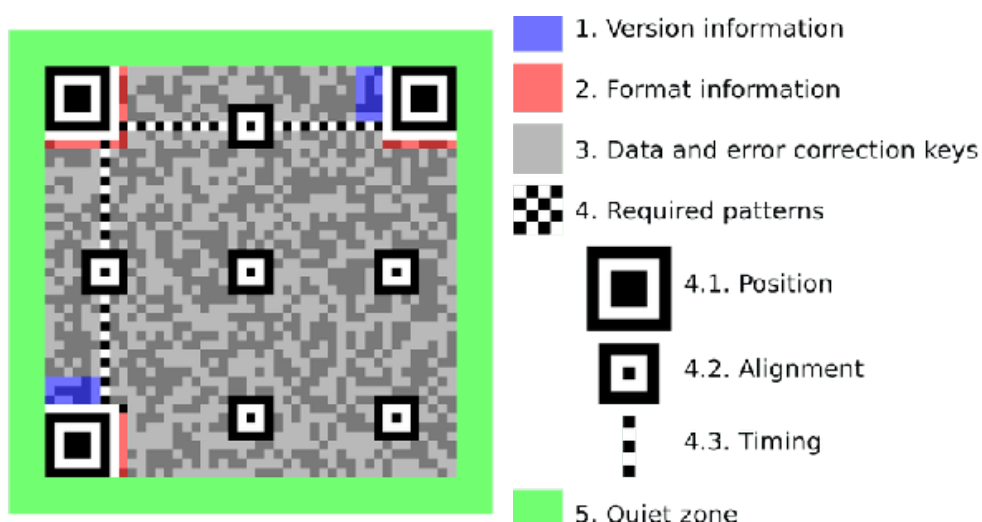 1. Version information
2. Format information
3. Data and error correction keys
4. Required patterns
4.1. Position
4.2. Alignment
4.3. Timing
5. Quiet zone